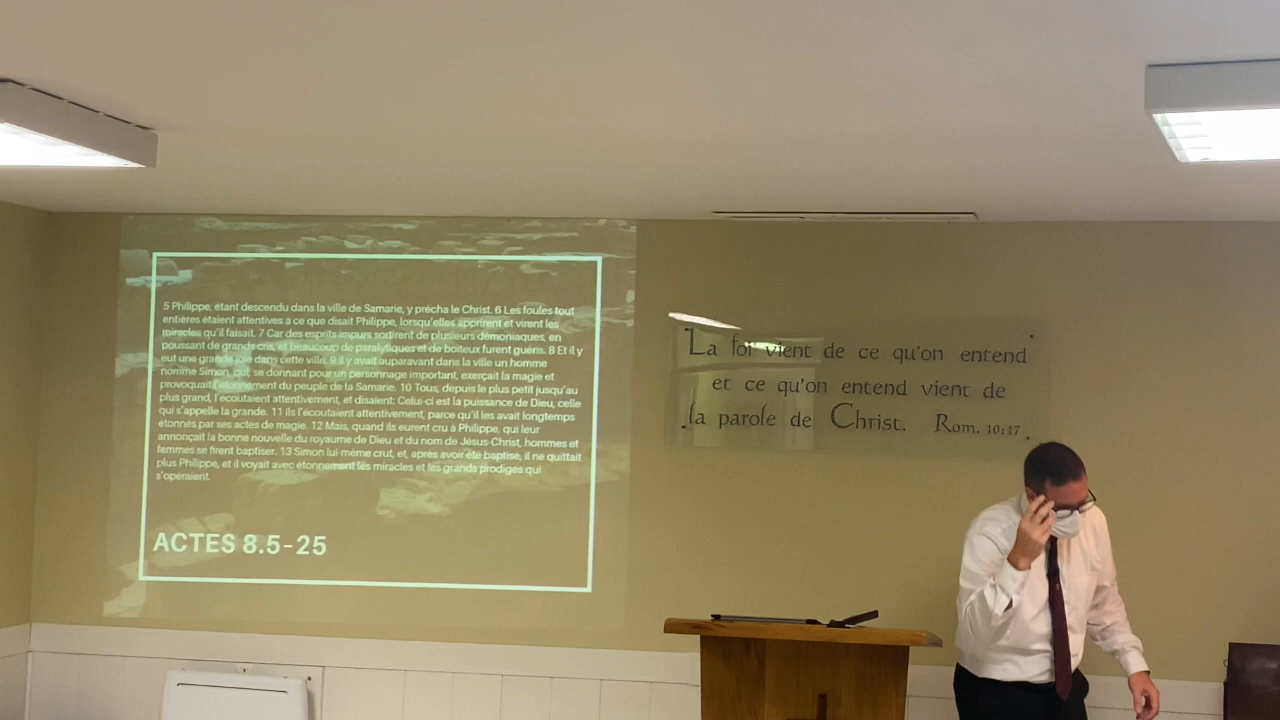 5 Philippe, étant descendu dans la ville de Samarie, y prêcha le Christ. 6 Les foules tout
entières étaient attentives à ce que disait Philippe, lorsqu'elles apprirent et virent les
miracles qu'il faisait. 7 Car des esprits impurs sortirent de plusieurs démoniaques, en
poussant de grands cris, et beaucoup de paralytiques et de boiteux furent guéris. 8 Et il y
eut une grande joie dans cette ville. 9 Il y avait auparavant dans la ville un homme
nommé Simon, qui, se donnant pour un personnage important, exerçait la magie et
provoquait l'étonnement du peuple de la Samarie. 10 Tous, depuis le plus petit jusqu'au
plus grand, l'écoutaient attentivement, et disaient: Celui-ci est la puissance de Dieu, celle
qui s'appelle la grande. 11 Ils l'écoutaient attentivement, parce qu'il les avait longtemps
étonnés par ses actes de magie. 12 Mais, quand ils eurent cru à Philippe, qui leur
annonçait la bonne nouvelle du royaume de Dieu et du nom de Jésus-Christ, hommes et
femmes se firent baptiser. 13 Simon lui-même crut, et, après avoir été baptisé, il ne quittait
plus Philippe, et il voyait avec étonnement les miracles et les grands prodiges qui
s'opéraient.
ACTES 8.5-25
La foi vient de ce qu'on entend
et ce qu'on entend vient de
la parole de Christ. Rom. 10:17